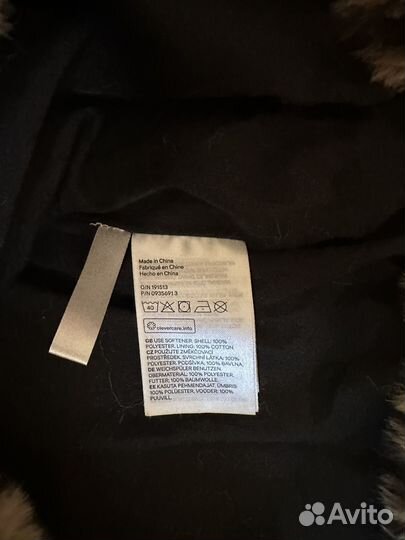 Made in China
Fabriqué en Chine
Hecho en China
O/N 191513
P/N 0935691.3
40
clevercare.info
GB USE SOFTENER, SHELL: 100%
POLYESTER, LINING: 100% COTTON.
CZ POUŽIJTE ZMĚKČOVACÍ
PROSTŘEDEK, SVRCHNÍ LÁTKA: 100%
POLYESTER, PODŠÍVKA, 100% BAVLNA.
DE WEICHSPÜLER BENUTZEN.
OBERMATERIAL: 100% POLYESTER,
FUTTER: 100% BAUMWOLLE.
EE KASUTA PEHMENDAJAT, ÜMBRIS:
100% POLÜESTER, VOODER: 100%
PUUVILL
Avito